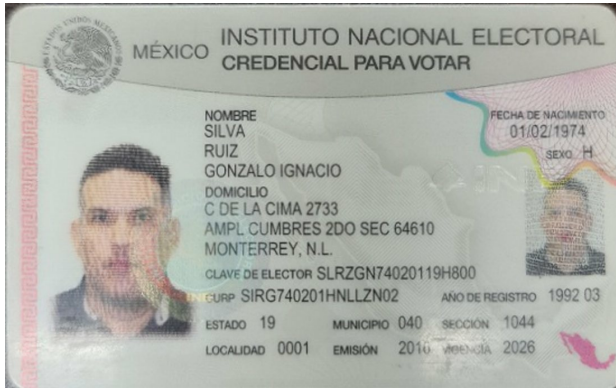 MÉXICO
INSTITUTO NACIONAL ELECTORAL
CREDENCIAL PARA VOTAR
NOMBRE
SILVA
RUIZ
GONZALO IGNACIO
FECHA DE NACIMIENTO
01/02/1974
SEXO H
DOMICILIO
C DE LA CIMA 2733
AMPL CUMBRES 2DO SEC 64610
MONTERREY, N.L.
CLAVE DE ELECTOR SLRZGN74020119H800
CURP SIRG740201HNLLZN02 AÑO DE REGISTRO 1992 03
ESTADO 19 MUNICIPIO 040 SECCIÓN 1044
LOCALIDAD 0001 EMISIÓN 2016 VIGENCIA 2026